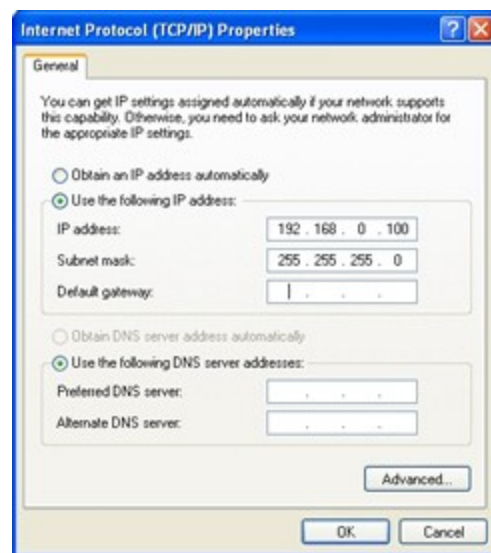 Internet Protocol (TCP/IP) Properties
General
You can get IP settings assigned automatically if your network supports
this capability. Otherwise, you need to ask your network administrator for
the appropriate IP settings.
Obtain an IP address automatically
Use the following IP address:
IP address: 192 . 168 . 0 . 100
Subnet mask: 255 . 255 . 255 . 0
Default gateway: . . .
Obtain DNS server address automatically
Use the following DNS server addresses:
Preferred DNS server: . . .
Alternate DNS server: . . .
Advanced...
OK Cancel